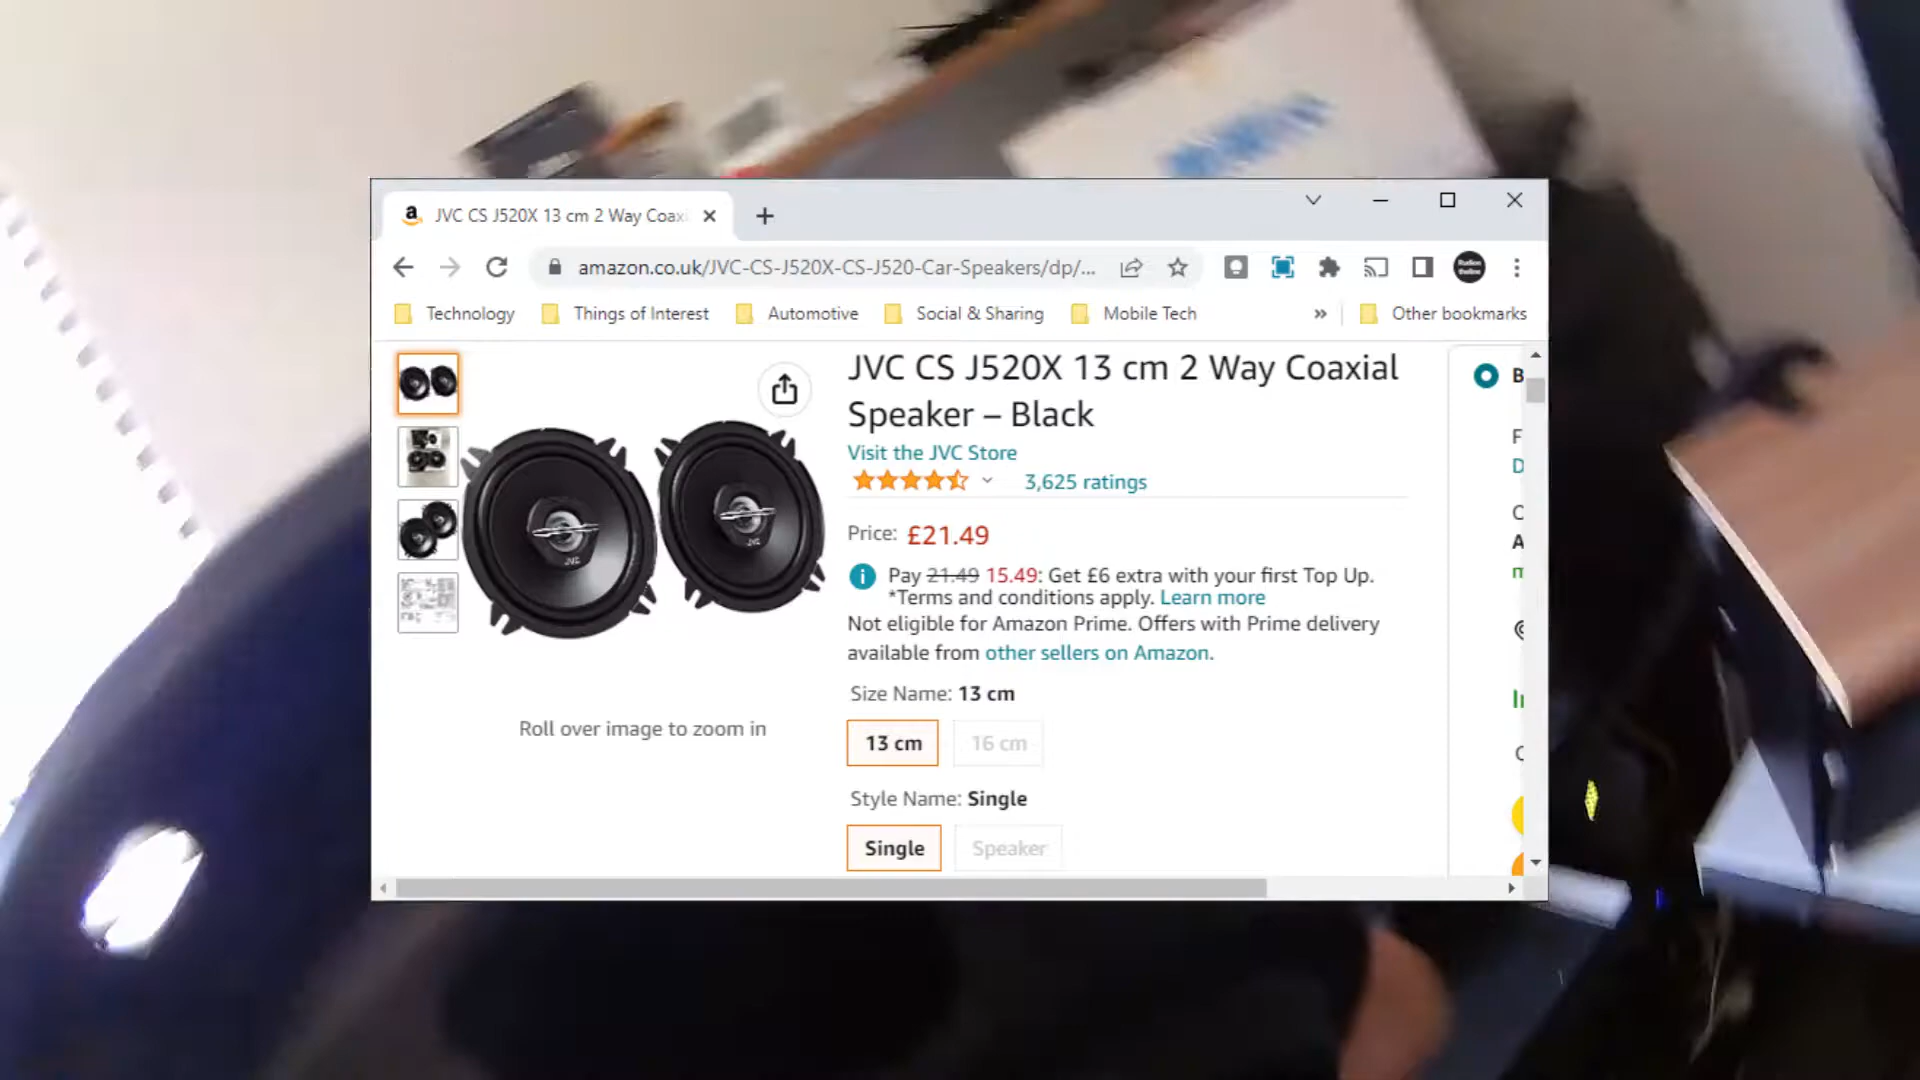 JVC CS J520X 13 cm 2 Way Coaxi
amazon.co.uk/JVC-CS-J520X-CS-J520-Car-Speakers/dp/...
Technology
Things of Interest
Automotive
Social & Sharing
Mobile Tech
»
Other bookmarks
JVC CS J520X 13 cm 2 Way Coaxial
Speaker – Black
Visit the JVC Store
3,625 ratings
Price: £21.49
Pay 21.49 15.49: Get £6 extra with your first Top Up.
*Terms and conditions apply. Learn more
Not eligible for Amazon Prime. Offers with Prime delivery
available from other sellers on Amazon.
Size Name: 13 cm
13 cm
16 cm
Style Name: Single
Single
Speaker
Roll over image to zoom in
JVC
JVC
B
F
D
A